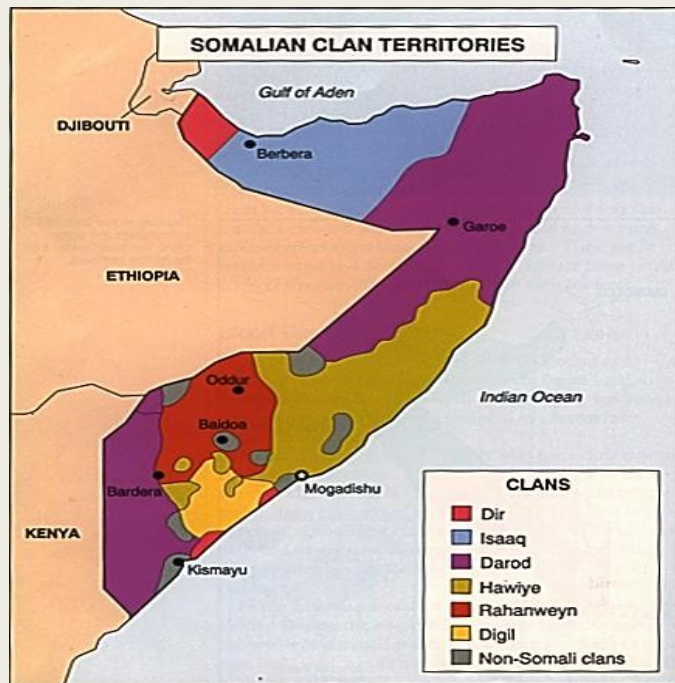 SOMALIAN CLAN TERRITORIES
Gulf of Aden
DJIBOUTI
Berbera
Garoe
ETHIOPIA
Oddur
Indian Ocean
Baidoa
Bardera
Mogadishu
KENYA
Kismayu
CLANS
Dir
Isaaq
Darod
Hawiye
Rahanweyn
Digil
Non-Somali clans